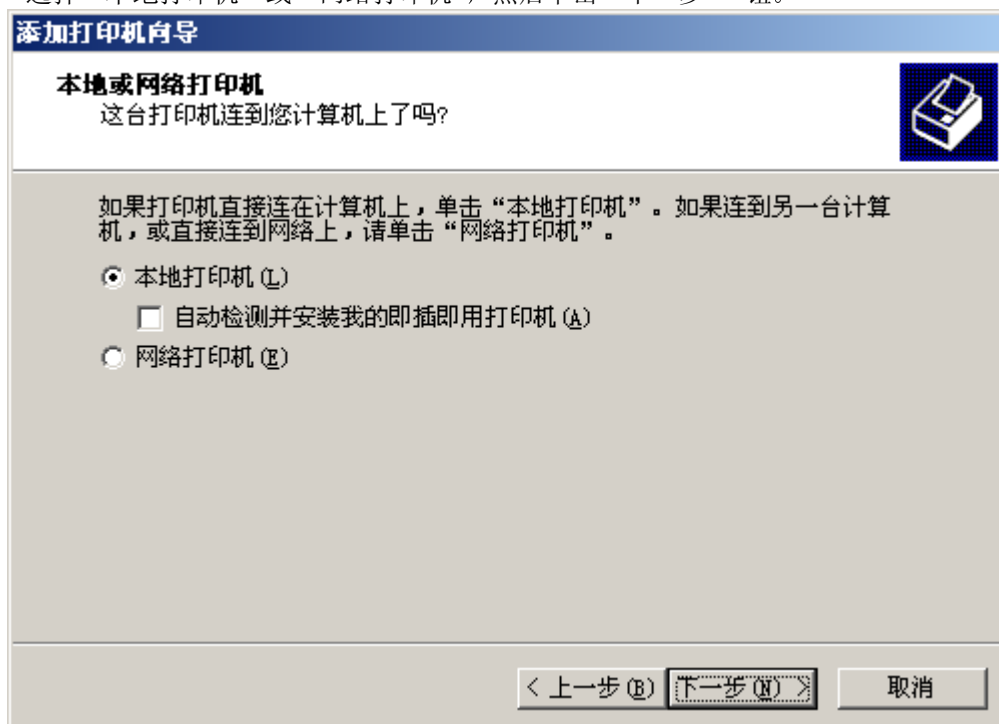 添加打印机向导
本地或网络打印机
这台打印机连到您计算机上了吗?
如果打印机直接连在计算机上，单击“本地打印机”。如果连到另一台计算
机，或直接连到网络上，请单击“网络打印机”。
本地打印机(L)
自动检测并安装我的即插即用打印机(A)
网络打印机(E)
< 上一步(B) 下一步(N) > 取消